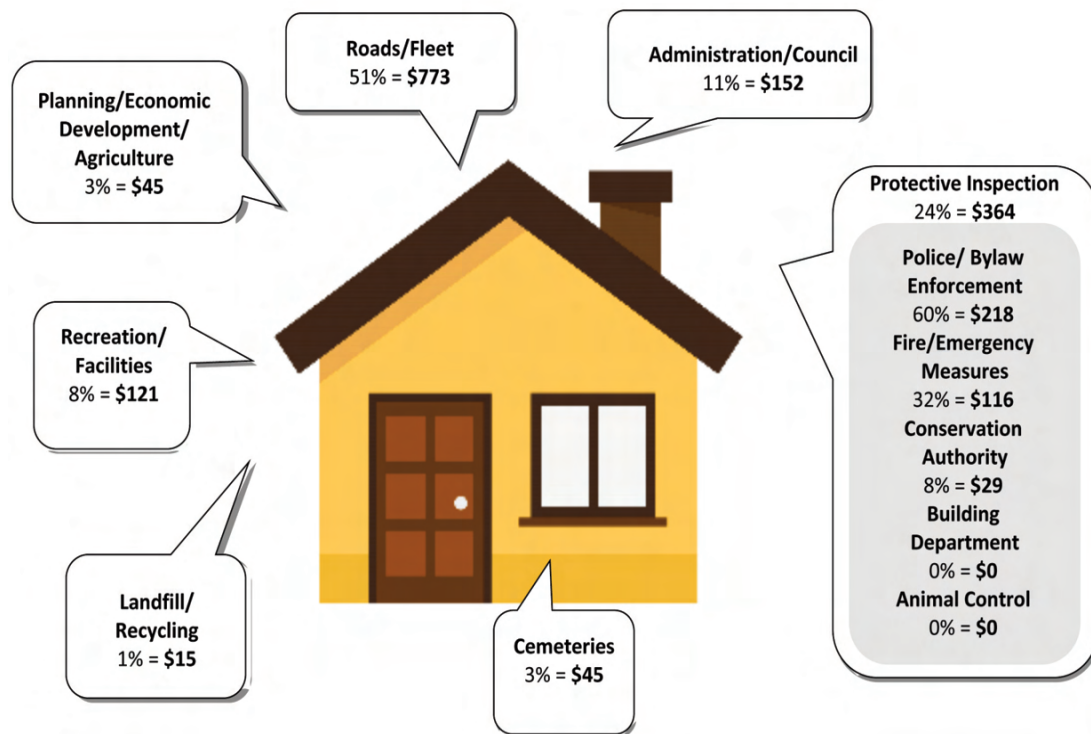 Roads/Fleet
51% = $773
Administration/Council
11% = $152
Planning/Economic
Development/
Agriculture
3% = $45
Protective Inspection
24% = $364
Police/ Bylaw
Enforcement
60% = $218
Fire/Emergency
Measures
32% = $116
Conservation
Authority
8% = $29
Building
Department
0% = $0
Animal Control
0% = $0
Recreation/
Facilities
8% = $121
Landfill/
Recycling
1% = $15
Cemeteries
3% = $45